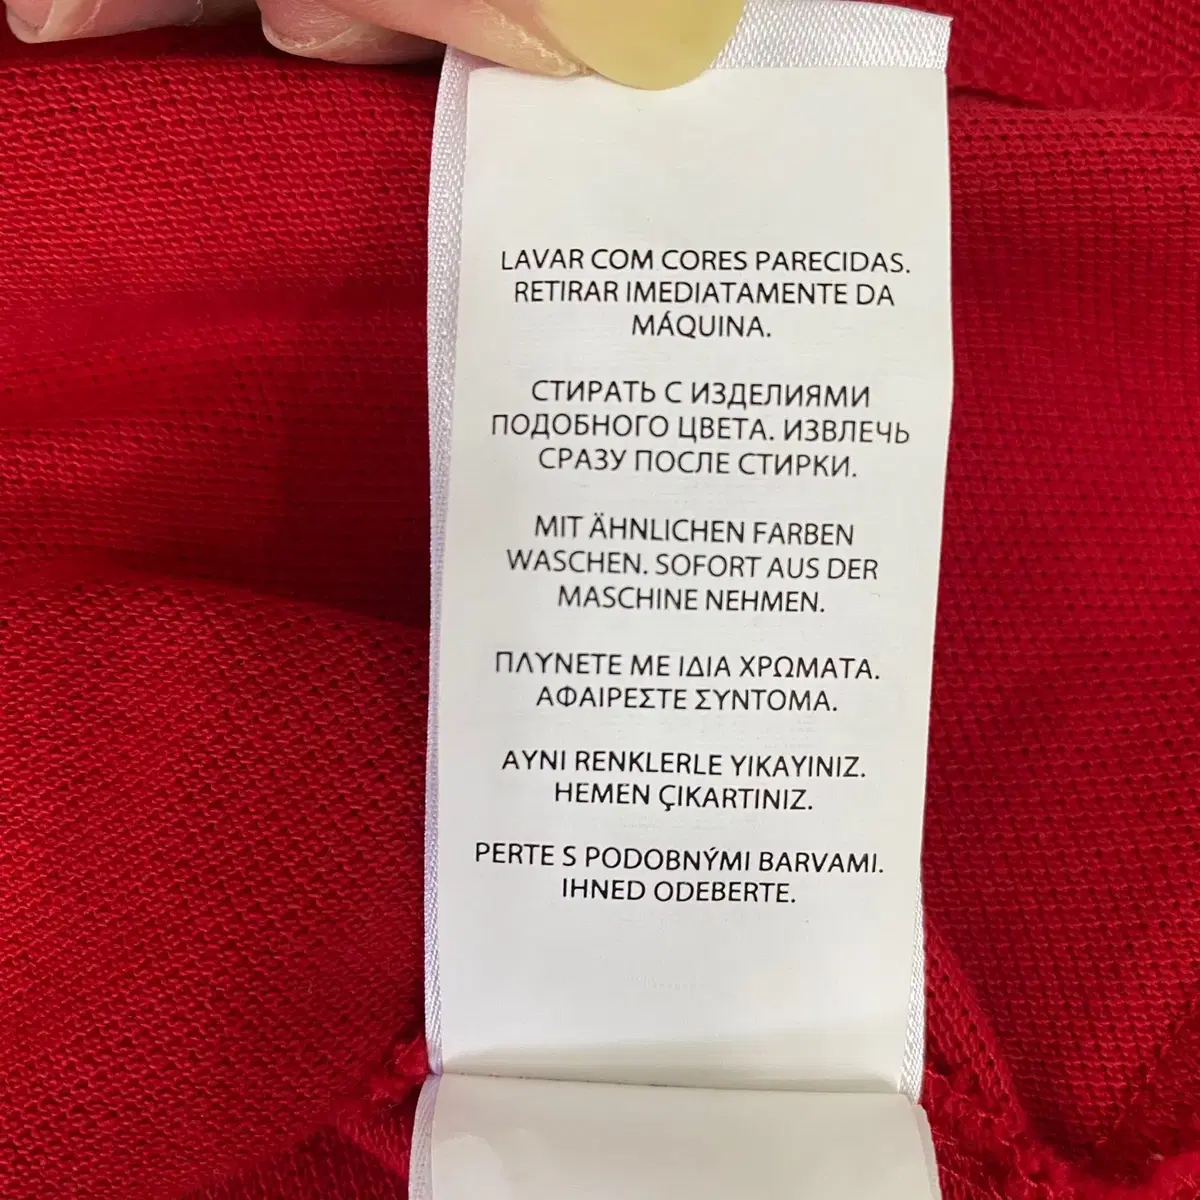 LAVAR COM CORES PARECIDAS.
RETIRAR IMEDIATAMENTE DA
MÁQUINA.
СТИРАТЬ С ИЗДЕЛИЯМИ
ПОДОБНОГО ЦВЕТА. ИЗВЛЕЧЬ
СРАЗУ ПОСЛЕ СТИРКИ.
MIT ÄHNLICHEN FARBEN
WASCHEN. SOFORT AUS DER
MASCHINE NEHMEN.
ΠΛΥΝΕΤΕ ΜΕ ΙΔΙΑ ΧΡΩΜΑΤΑ.
ΑΦΑΙΡΕΣΤΕ ΣΥΝΤΟΜΑ.
AYNI RENKLERLE YIKAYINIZ.
HEMEN ÇIKARTINIZ.
PERTE S PODOBNÝMI BARVAMI.
IHNED ODEBERTE.